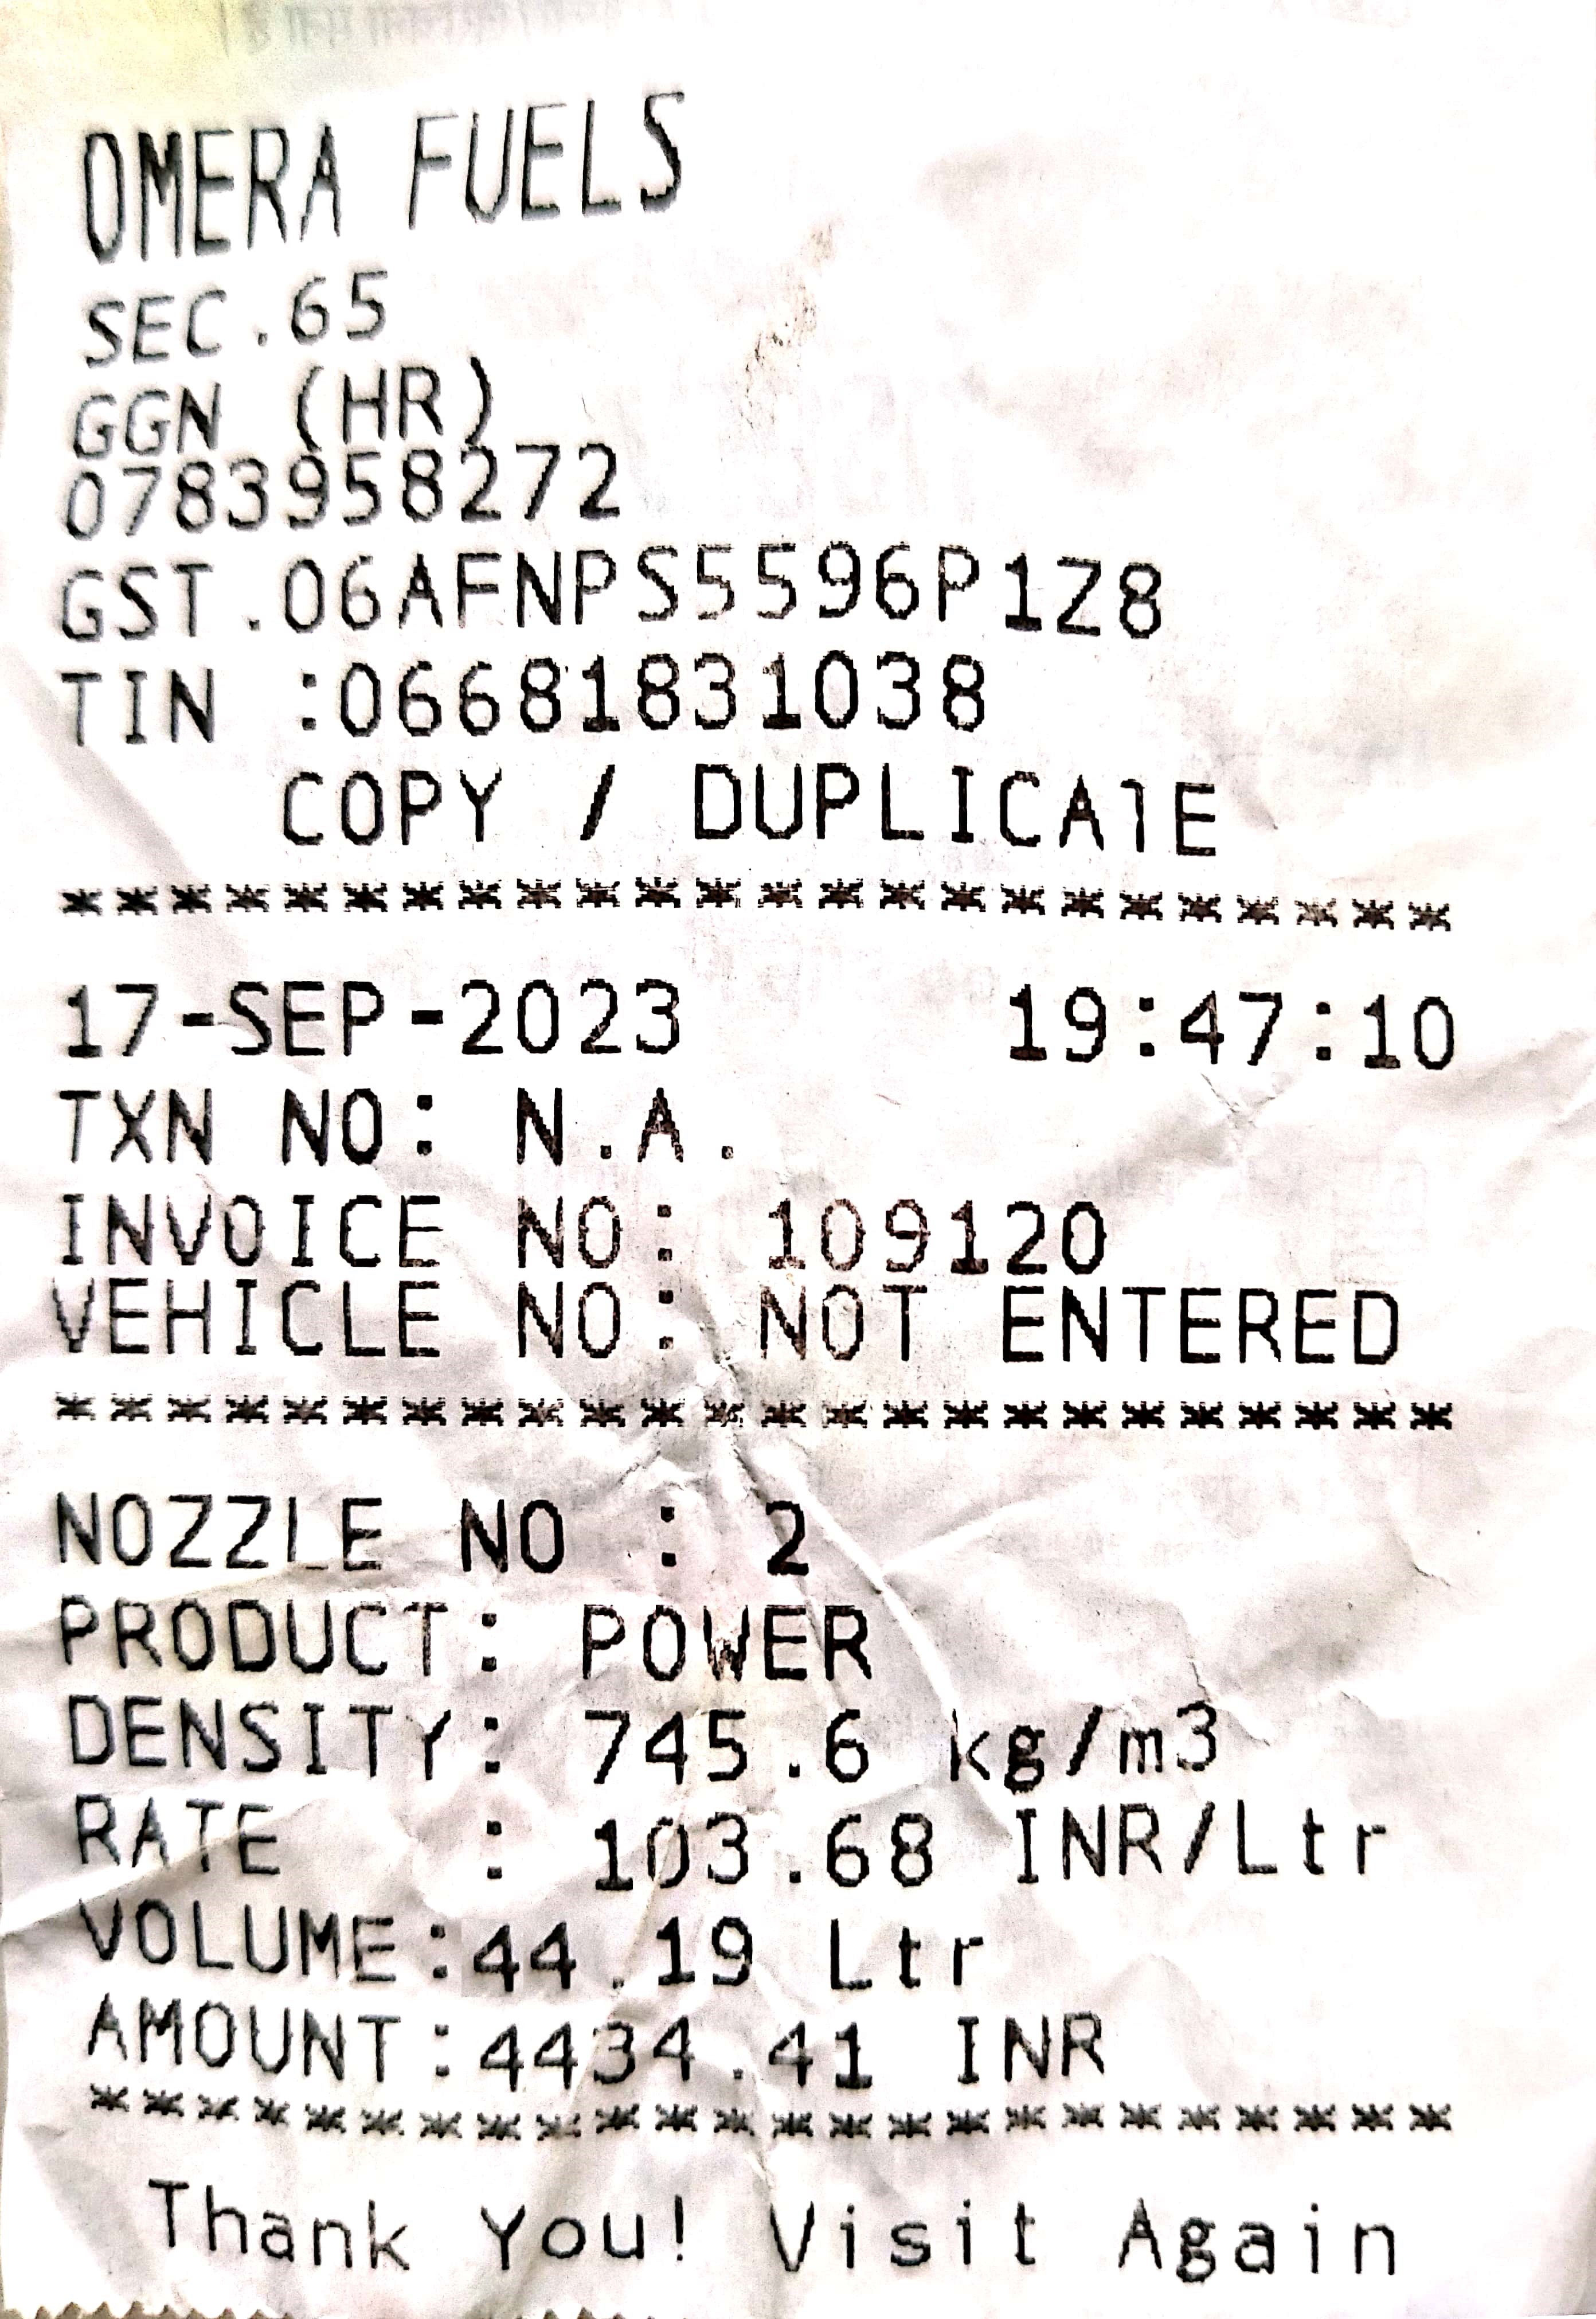 OMERA FUELS
SEC.65
GGN (HR)
0783958272
GST.06AFNPS5596P1Z8
TIN :06681831038
COPY / DUPLICATE
************************
17-SEP-2023 19:47:10
TXN NO: N.A.
INVOICE NO: 109120
VEHICLE NO: NOT ENTERED
************************
NOZZLE NO : 2
PRODUCT: POWER
DENSITY: 745.6 kg/m3
RATE : 103.68 INR/Ltr
VOLUME:44.19 Ltr
AMOUNT:4434.41 INR
************************
Thank You! Visit Again